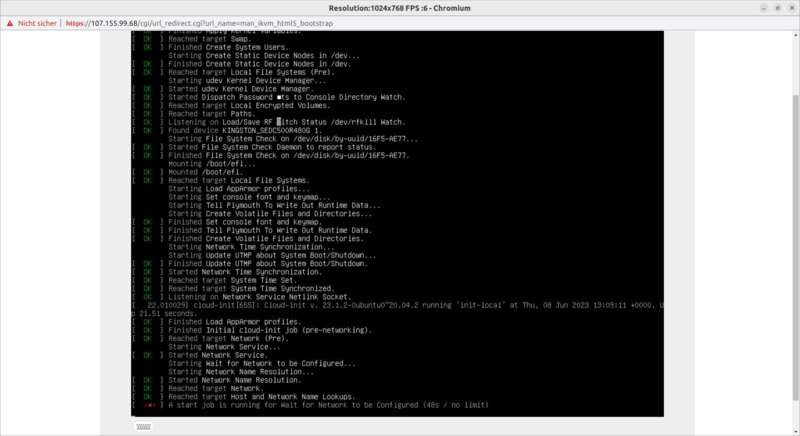 Resolution:1024x768 FPS :6 - Chromium
Nicht sicher | https://107.155.99.68/cgi/url_redirect.cgi?url_name=man_ikvm_html5_bootstrap
[ OK ] Finished Apply Kernel Variables.
[ OK ] Reached target Swap.
[ OK ] Finished Create System Users.
Starting Create Static Device Nodes in /dev...
[ OK ] Finished Create Static Device Nodes in /dev.
[ OK ] Reached target Local File Systems (Pre).
Starting udev Kernel Device Manager...
[ OK ] Started udev Kernel Device Manager.
[ OK ] Started Dispatch Password ■ts to Console Directory Watch.
[ OK ] Reached target Local Encrypted Volumes.
[ OK ] Reached target Paths.
[ OK ] Listening on Load/Save RF itch Status /dev/rfkill Watch.
[ OK ] Found device KINGSTON_SEDC500R480G 1.
Starting File System Check on /dev/disk/by-uuid/16F5-AE77...
[ OK ] Started File System Check Daemon to report status.
[ OK ] Finished File System Check on /dev/disk/by-uuid/16F5-AE77.
Mounting /boot/efi...
[ OK ] Mounted /boot/efi.
[ OK ] Reached target Local File Systems.
Starting Load AppArmor profiles...
Starting Set console font and keymap...
Starting Tell Plymouth To Write Out Runtime Data...
Starting Create Volatile Files and Directories...
[ OK ] Finished Set console font and keymap.
[ OK ] Finished Tell Plymouth To Write Out Runtime Data.
[ OK ] Finished Create Volatile Files and Directories.
Starting Network Time Synchronization...
Starting Update UTMP about System Boot/Shutdown...
[ OK ] Finished Update UTMP about System Boot/Shutdown.
[ OK ] Started Network Time Synchronization.
[ OK ] Reached target System Time Set.
[ OK ] Reached target System Time Synchronized.
[ OK ] Listening on Network Service Netlink Socket.
[ 22.010029] cloud-init[655]: Cloud-init v. 23.1.2-0ubuntu0~20.04.2 running 'init-local' at Thu, 08 Jun 2023 13:09:11 +0000. U
p 21.51 seconds.
[ OK ] Finished Load AppArmor profiles.
[ OK ] Finished Initial cloud-init job (pre-networking).
[ OK ] Reached target Network (Pre).
Starting Network Service...
[ OK ] Started Network Service.
Starting Wait for Network to be Configured...
Starting Network Name Resolution...
[ OK ] Started Network Name Resolution.
[ OK ] Reached target Network.
[ OK ] Reached target Host and Network Name Lookups.
[ *** ] A start job is running for Wait for Network to be Configured (48s / no limit)